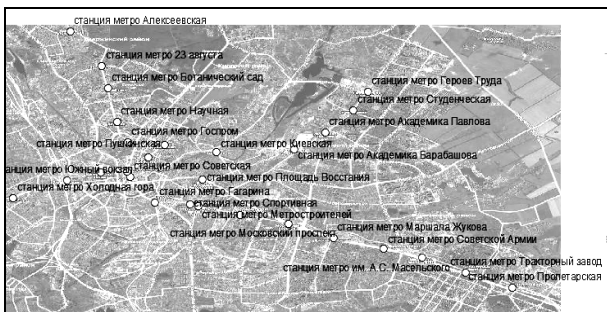 станция метро Алексеевская
станция метро 23 августа
станция метро Ботанический сад
станция метро Героев Труда
станция метро Студенческая
станция метро Научная
станция метро Академика Павлова
станция метро Госпром
станция метро Пушкинская
станция метро Киевская
станция метро Академика Барабашова
станция метро Советская
станция метро Южный вокзал
станция метро Площадь Восстания
станция метро Холодная гора
станция метро Гагарина
станция метро Спортивная
станция метро Метростроителей
станция метро Маршала Жукова
станция метро Московский проспект
станция метро Советской Армии
станция метро им. А.С. Масельского
станция метро Тракторный завод
станция метро Пролетарская